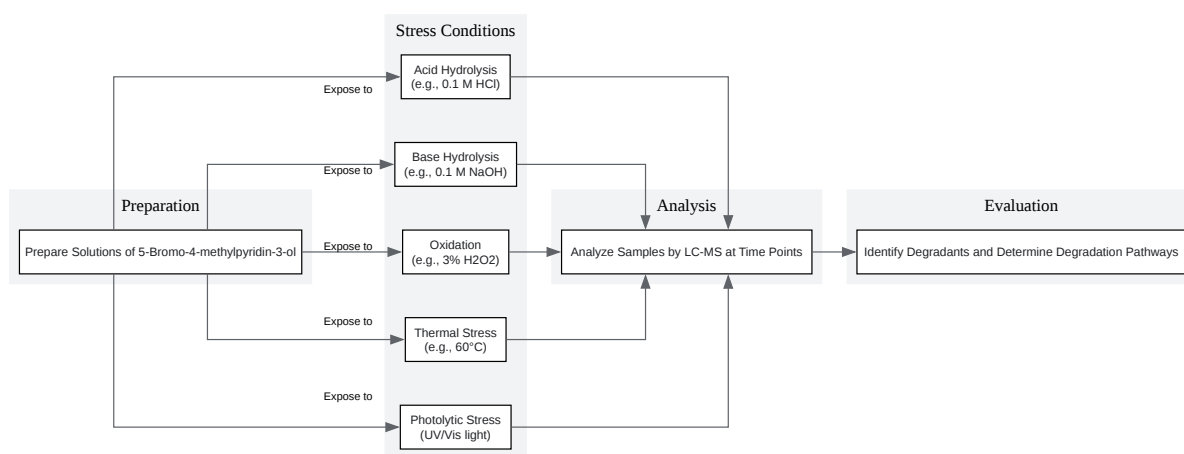 Stress Conditions
Acid Hydrolysis
(e.g., 0.1 M HCl)
Expose to
Base Hydrolysis
(e.g., 0.1 M NaOH)
Expose to
Preparation
Analysis
Evaluation
Prepare Solutions of 5-Bromo-4-methylpyridin-3-ol
Expose to
Oxidation
(e.g., 3% H2O2)
Analyze Samples by LC-MS at Time Points
Identify Degradants and Determine Degradation Pathways
Expose to
Thermal Stress
(e.g., 60°C)
Expose to
Photolytic Stress
(UV/Vis light)